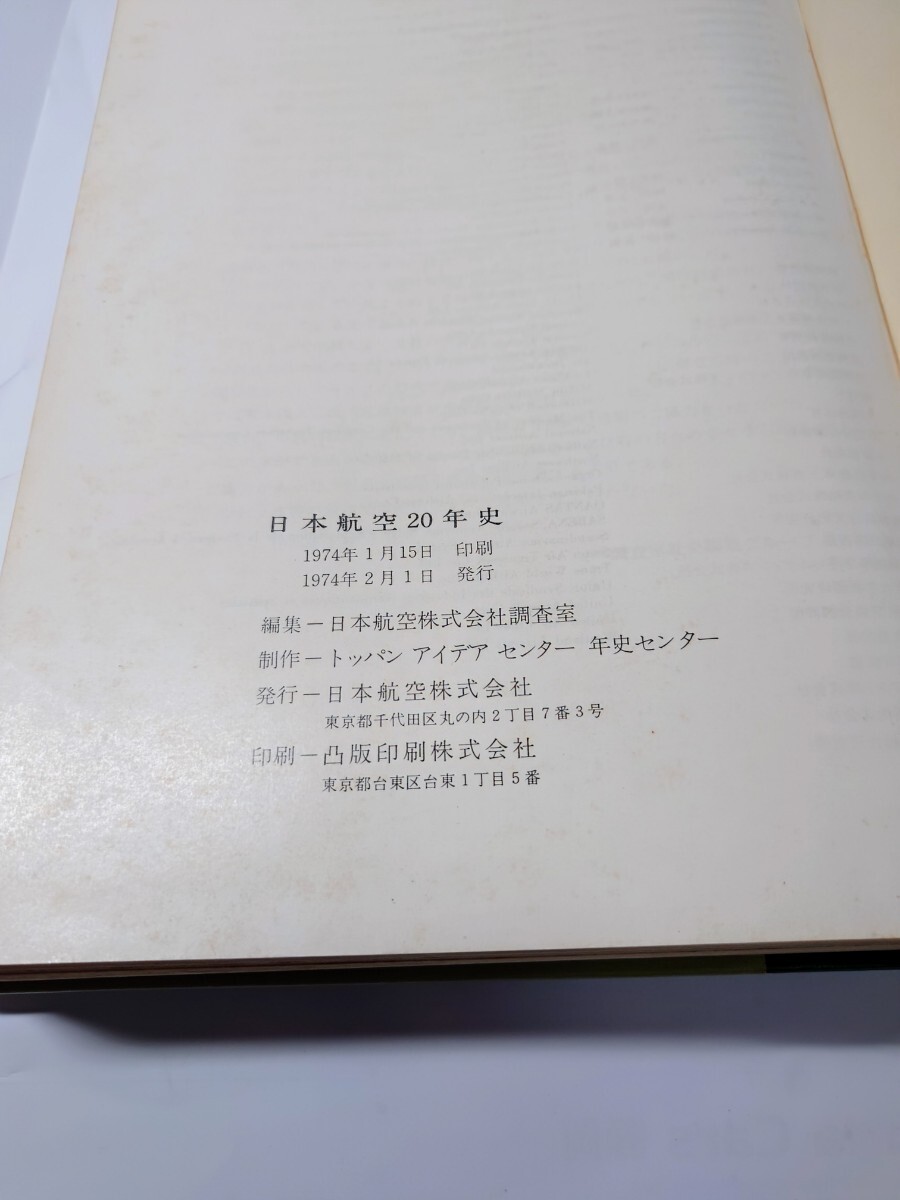 日本航空20年史
1974年1月15日 印刷
1974年2月1日 発行
編集－日本航空株式会社調査室
制作－トッパン アイデア センター 年史センター
発行－日本航空株式会社
東京都千代田区丸の内2丁目7番3号
印刷－凸版印刷株式会社
東京都台東区台東1丁目5番